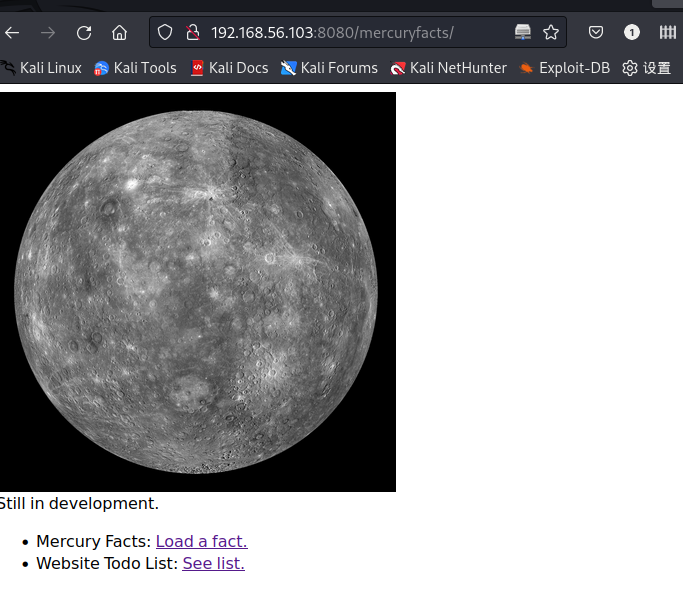 192.168.56.103:8080/mercuryfacts/
1
Kali Linux Kali Tools Kali Docs Kali Forums Kali NetHunter Exploit-DB 设置
Still in development.
• Mercury Facts: Load a fact.
• Website Todo List: See list.